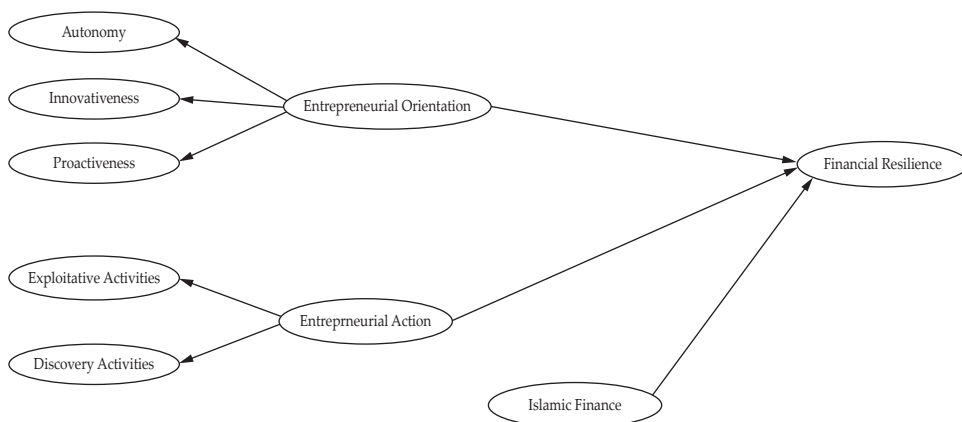 Autonomy
Innovativeness
Entrepreneurial Orientation
Proactiveness
Financial Resilience
Exploitative Activities
Entreprneurial Action
Discovery Activities
Islamic Finance